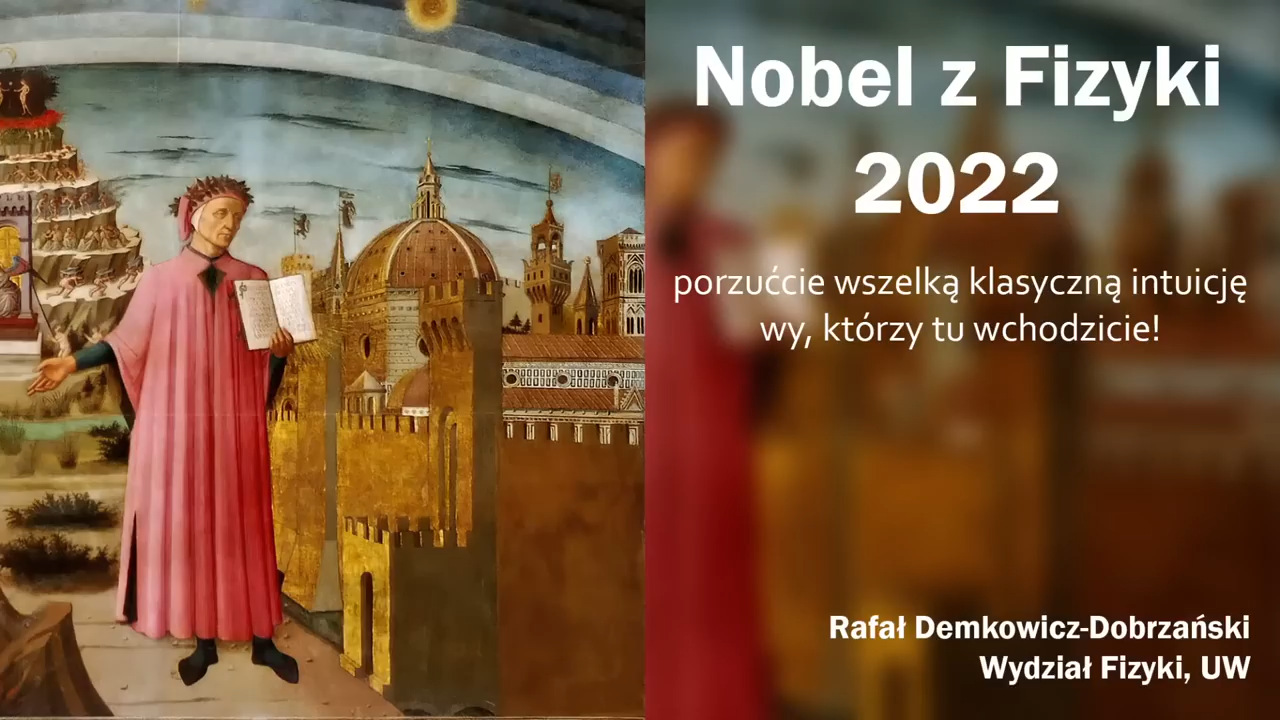 Nobel z Fizyki
2022
porzućcie wszelką klasyczną intuicję
wy, którzy tu wchodzicie!
Rafał Demkowicz-Dobrzański
Wydział Fizyki, UW